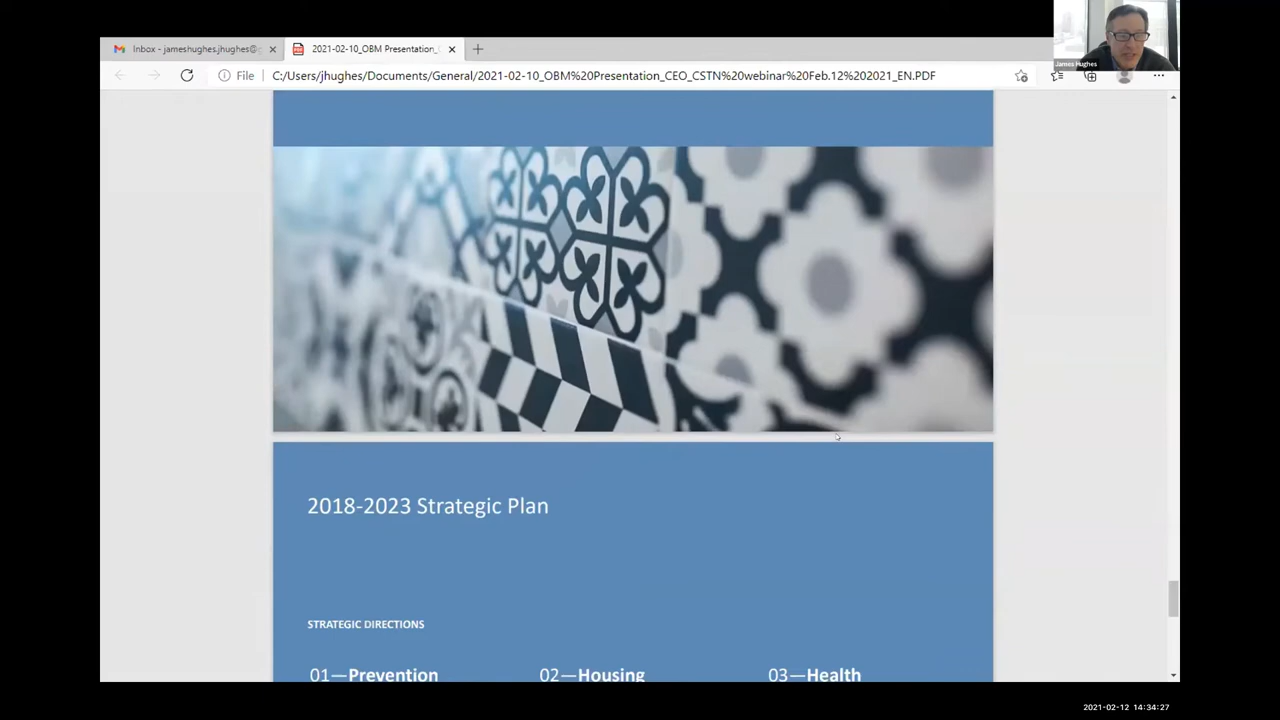 Inbox - jameshughes.jhughes@g
2021-02-10_OBM Presentation_
File
C:/Users/jhughes/Documents/General/2021-02-10_OBM%20Presentation_CEO_CSTN%20webinar%20Feb.12%202021_EN.PDF
James Hughes
2018-2023 Strategic Plan
STRATEGIC DIRECTIONS
01—Prevention
02—Housing
03—Health
2021-02-12 14:34:27